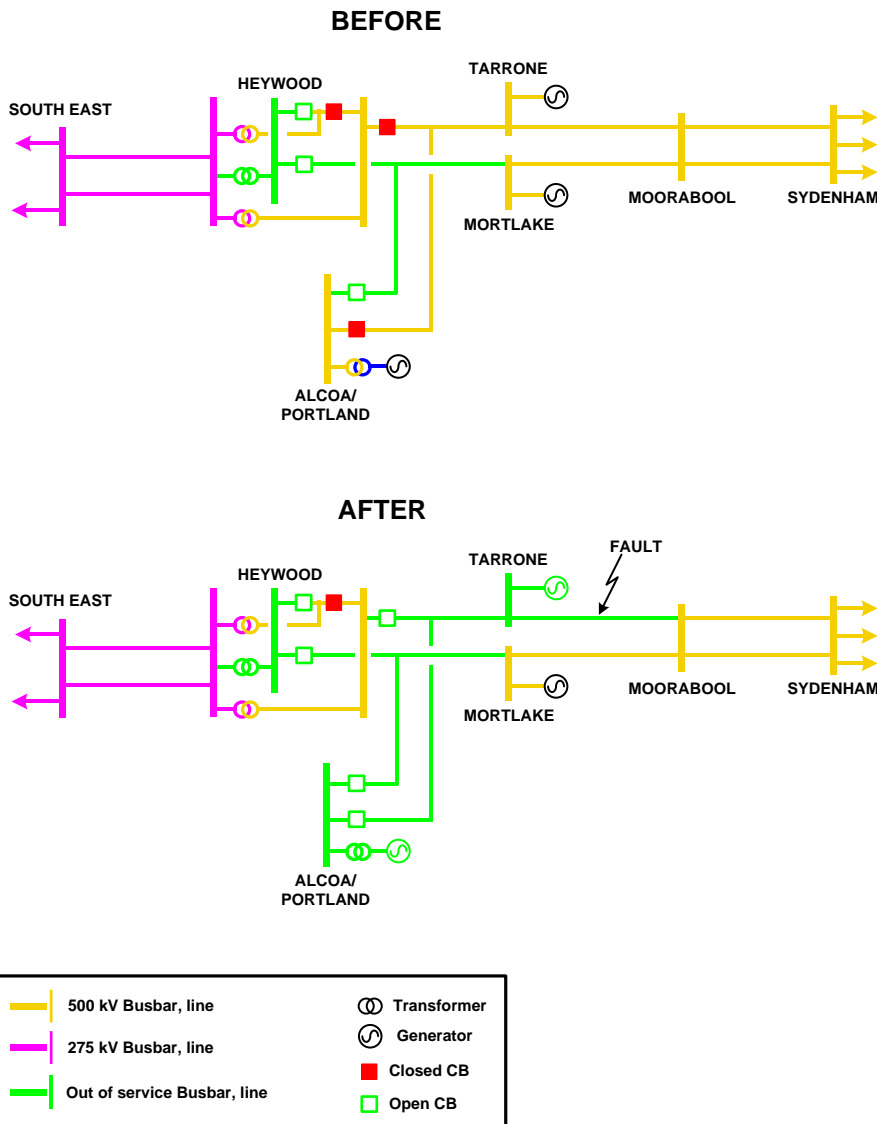 BEFORE
TARRONE
HEYWOOD
SOUTH EAST
MOORABOOL
SYDENHAM
MORTLAKE
ALCOA/
PORTLAND
AFTER
FAULT
TARRONE
HEYWOOD
SOUTH EAST
MOORABOOL
SYDENHAM
MORTLAKE
ALCOA/
PORTLAND
500 kV Busbar, line
Transformer
275 kV Busbar, line
Generator
Closed CB
Out of service Busbar, line
Open CB